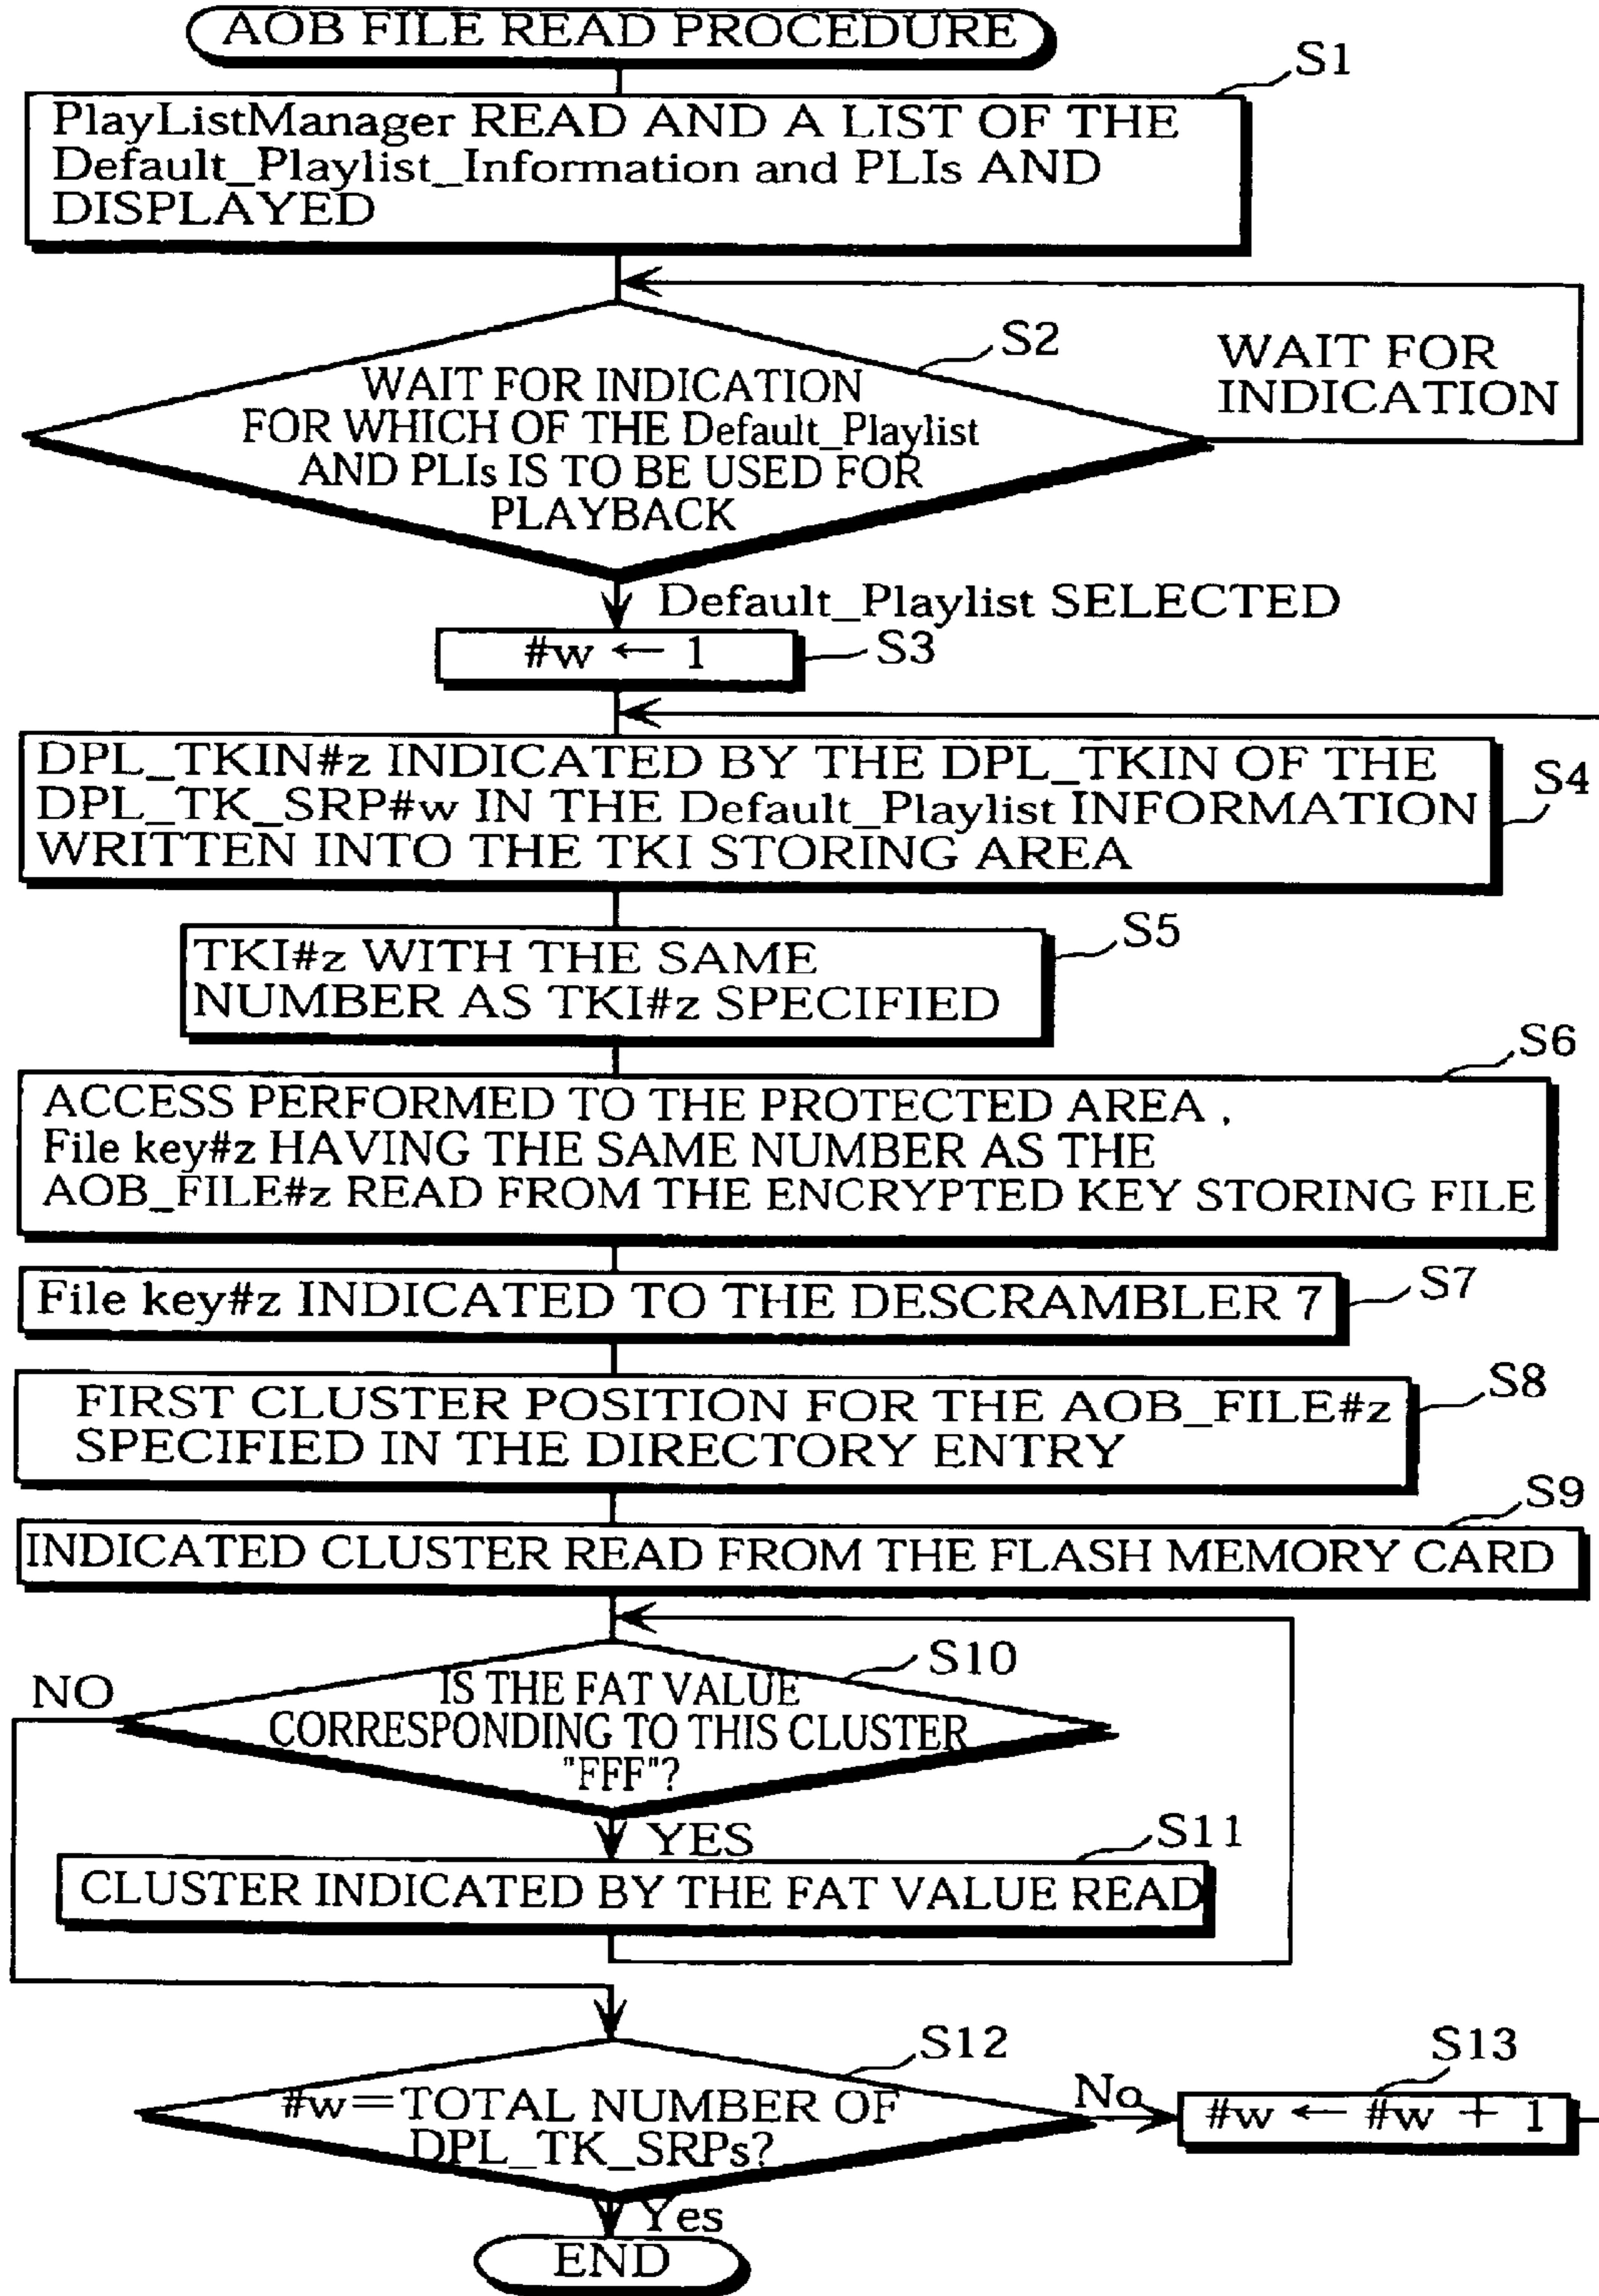 AOB FILE READ PROCEDURE
S1
PlayListManager READ AND A LIST OF THE
Default_Playlist_Information and PLIs AND
DISPLAYED
S2
WAIT FOR
INDICATION
WAIT FOR INDICATION
FOR WHICH OF THE Default_Playlist
AND PLIs IS TO BE USED FOR
PLAYBACK
Default_Playlist SELECTED
#w ← 1
S3
DPL_TKIN#z INDICATED BY THE DPL_TKIN OF THE
DPL_TK_SRP#w IN THE Default_Playlist INFORMATION
WRITTEN INTO THE TKI STORING AREA
S4
S5
TKI#z WITH THE SAME
NUMBER AS TKI#z SPECIFIED
S6
ACCESS PERFORMED TO THE PROTECTED AREA ,
File key#z HAVING THE SAME NUMBER AS THE
AOB_FILE#z READ FROM THE ENCRYPTED KEY STORING FILE
File key#z INDICATED TO THE DESCRAMBLER 7
S7
FIRST CLUSTER POSITION FOR THE AOB_FILE#z
SPECIFIED IN THE DIRECTORY ENTRY
S8
S9
INDICATED CLUSTER READ FROM THE FLASH MEMORY CARD
S10
NO
IS THE FAT VALUE
CORRESPONDING TO THIS CLUSTER
"FFF"?
YES
S11
CLUSTER INDICATED BY THE FAT VALUE READ
S12
#w=TOTAL NUMBER OF
DPL_TK_SRPs?
No
S13
#w ← #w + 1
Yes
END